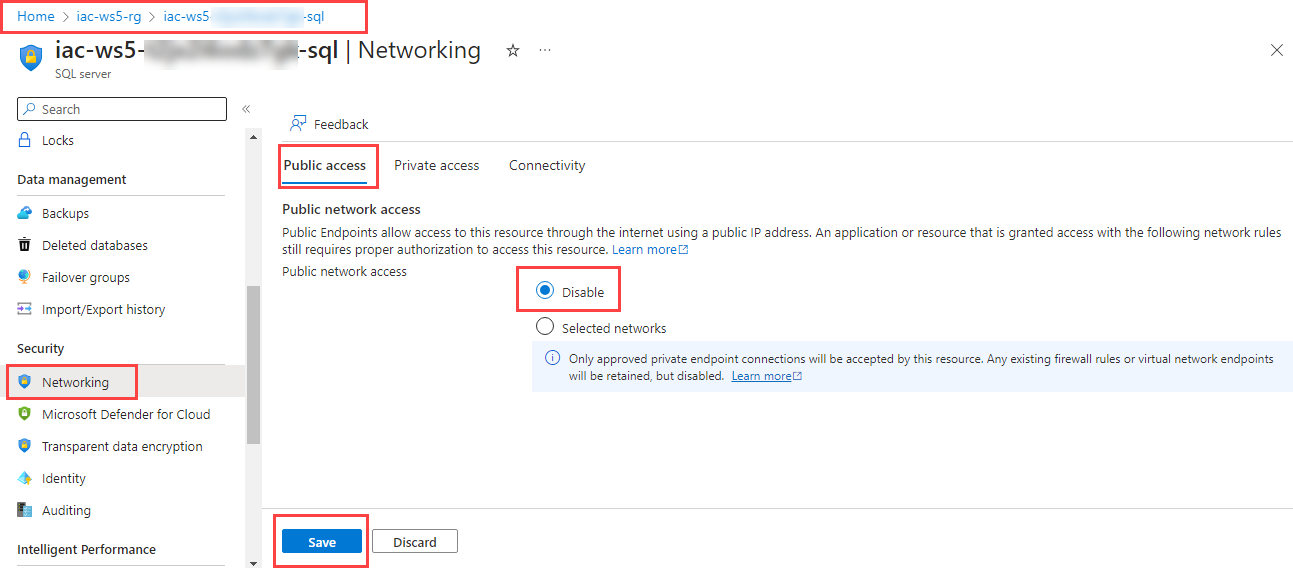 Home > iac-ws5-rg > iac-ws5- -sql
iac-ws5- -sql | Networking
SQL server
Search
Feedback
Locks
Public access Private access Connectivity
Data management
Public network access
Backups
Public Endpoints allow access to this resource through the internet using a public IP address. An application or resource that is granted access with the following network rules
still requires proper authorization to access this resource. Learn more
Deleted databases
Public network access
Failover groups
Disable
Import/Export history
Selected networks
Security
Only approved private endpoint connections will be accepted by this resource. Any existing firewall rules or virtual network endpoints
will be retained, but disabled. Learn more
Networking
Microsoft Defender for Cloud
Transparent data encryption
Identity
Auditing
Save Discard
Intelligent Performance